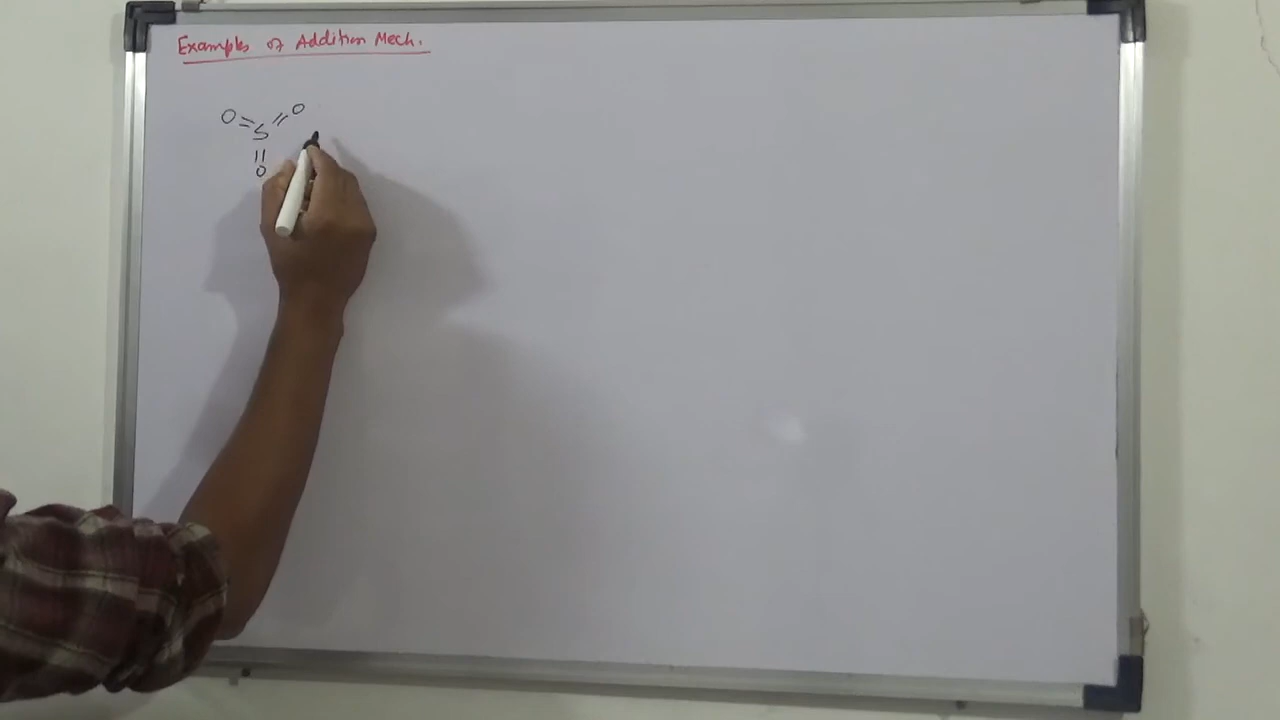 Examples of Addition Mech.
O=S=O
||
O